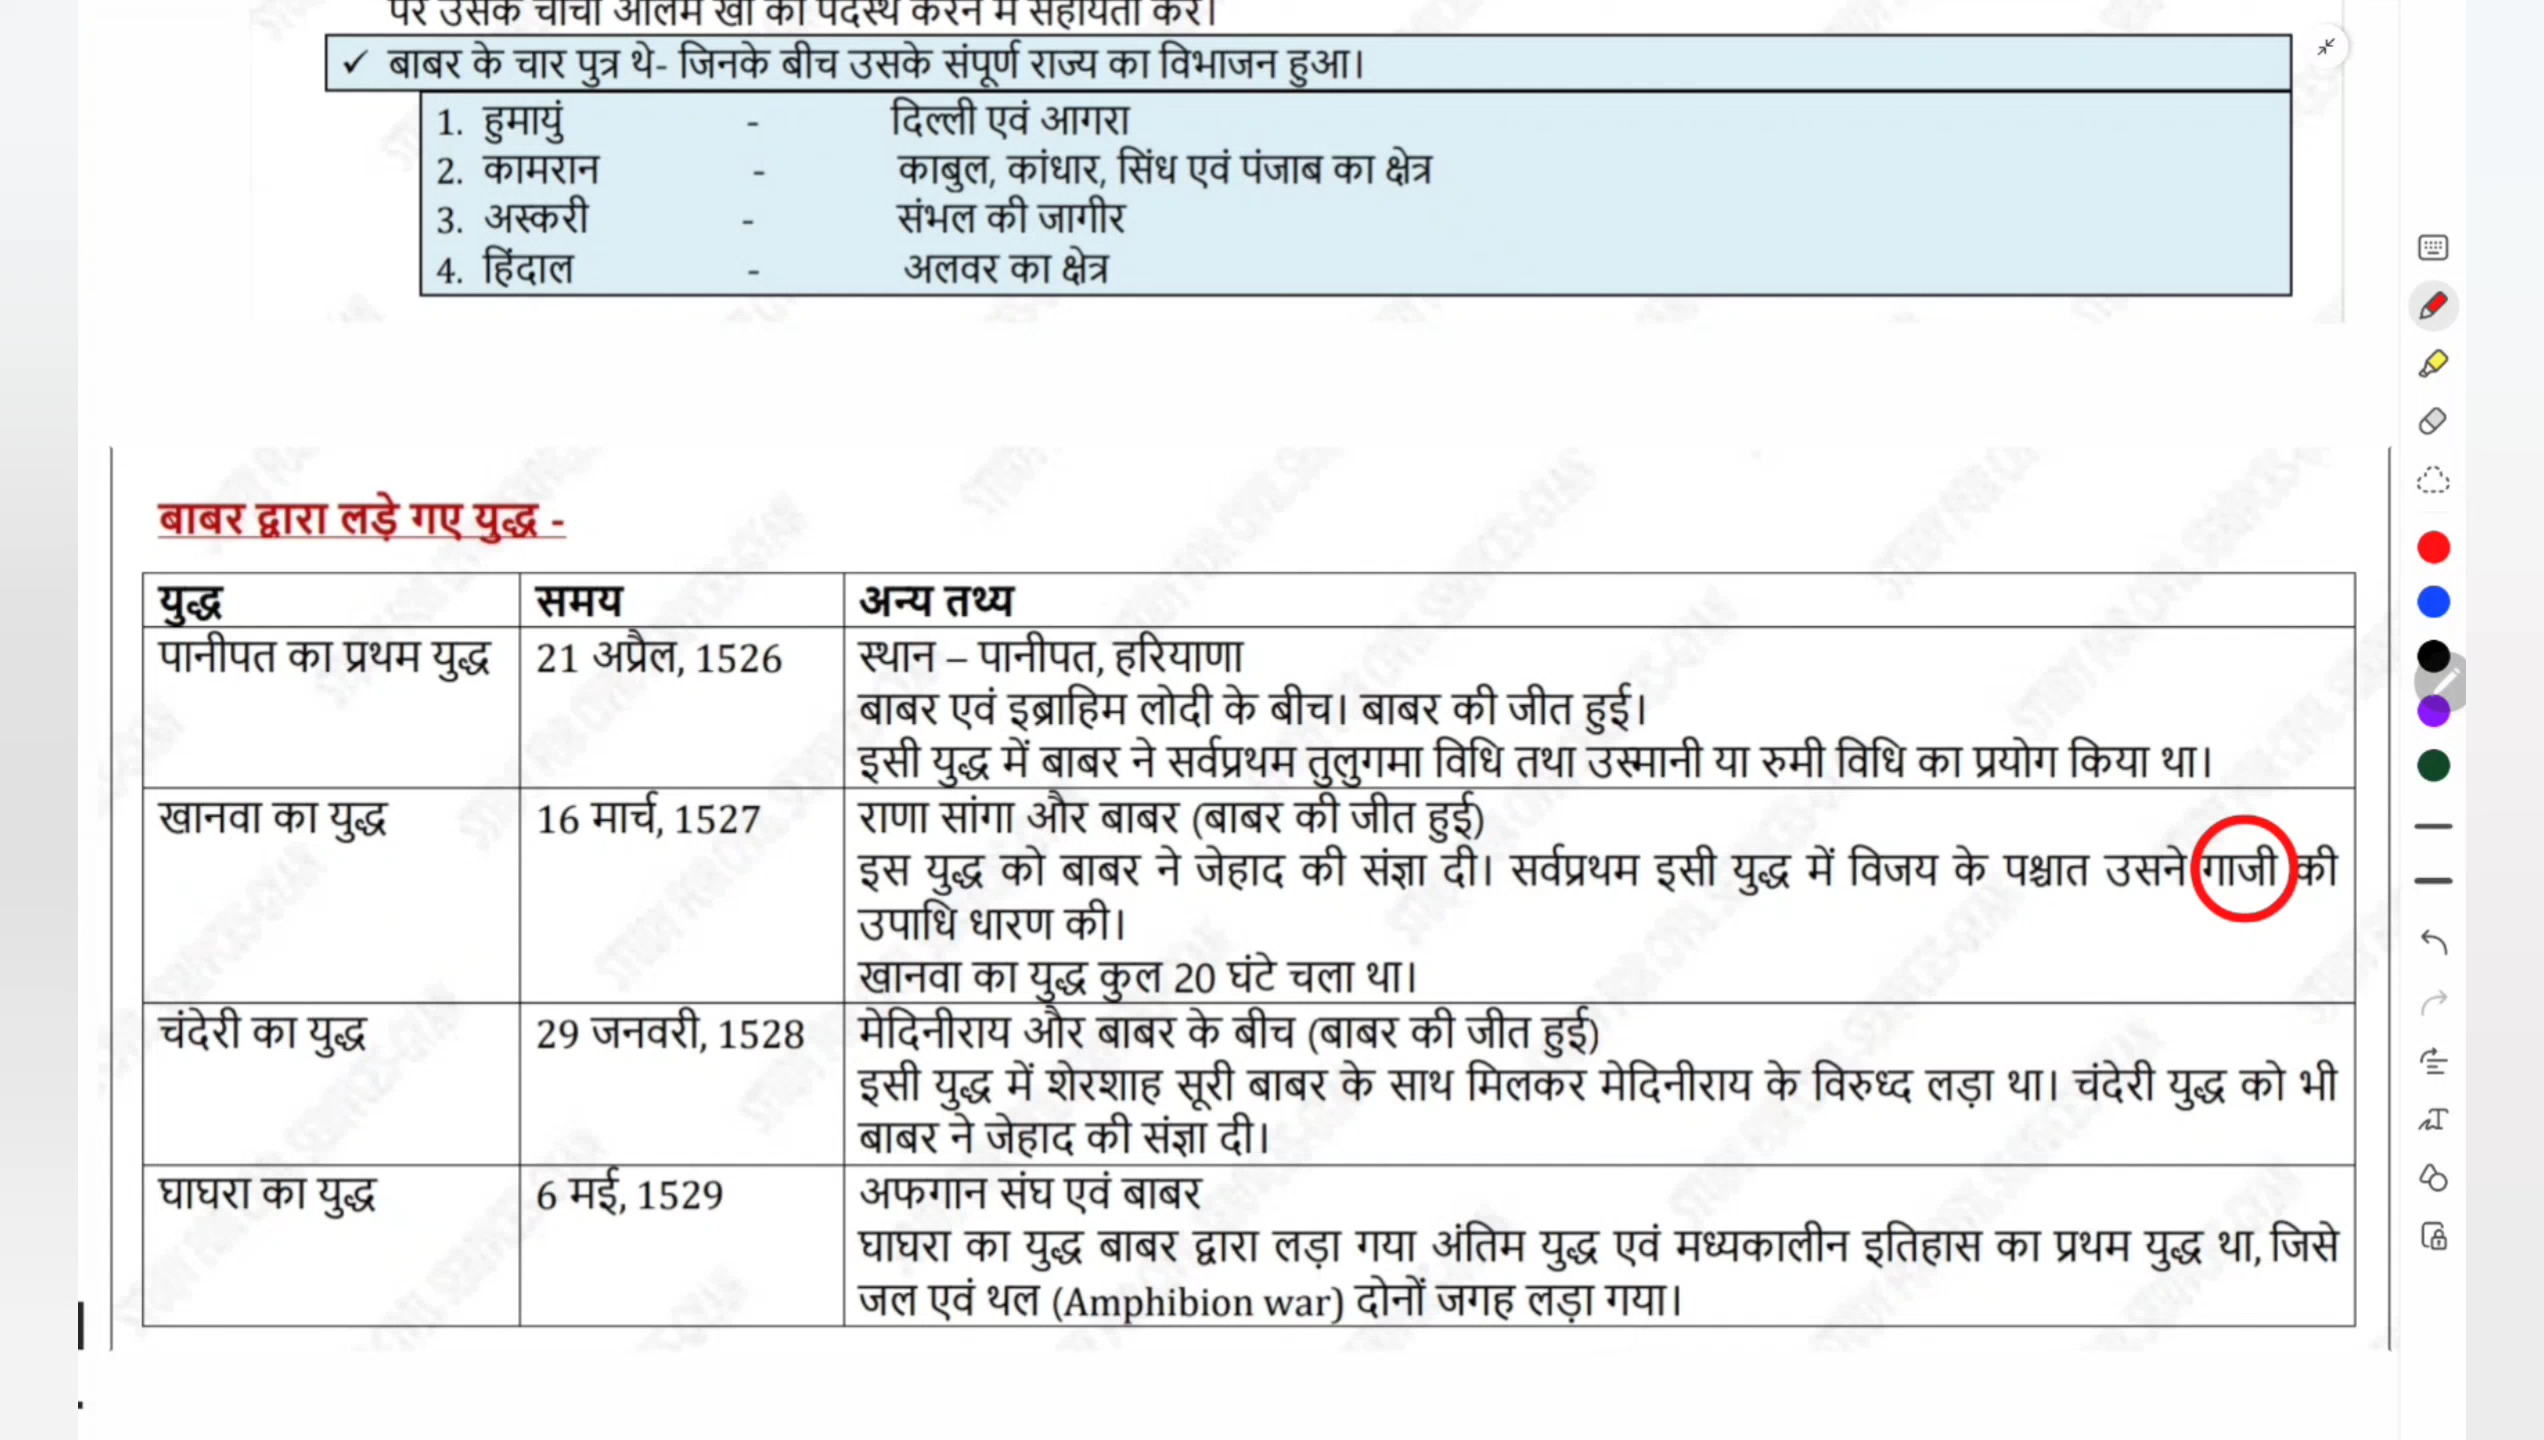 पर उसके चाचा आलम खाँ को पदस्थ करने में सहायता करें।
✓ बाबर के चार पुत्र थे- जिनके बीच उसके संपूर्ण राज्य का विभाजन हुआ।
1. हुमायुं - दिल्ली एवं आगरा
2. कामरान - काबुल, कांधार, सिंध एवं पंजाब का क्षेत्र
3. अस्करी - संभल की जागीर
4. हिंदाल - अलवर का क्षेत्र
बाबर द्वारा लड़े गए युद्ध -
युद्ध समय अन्य तथ्य
पानीपत का प्रथम युद्ध 21 अप्रैल, 1526 स्थान – पानीपत, हरियाणा
बाबर एवं इब्राहिम लोदी के बीच। बाबर की जीत हुई।
इसी युद्ध में बाबर ने सर्वप्रथम तुलुगमा विधि तथा उस्मानी या रुमी विधि का प्रयोग किया था।
खानवा का युद्ध 16 मार्च, 1527 राणा सांगा और बाबर (बाबर की जीत हुई)
इस युद्ध को बाबर ने जेहाद की संज्ञा दी। सर्वप्रथम इसी युद्ध में विजय के पश्चात उसने गाजी की
उपाधि धारण की।
खानवा का युद्ध कुल 20 घंटे चला था।
चंदेरी का युद्ध 29 जनवरी, 1528 मेदिनीराय और बाबर के बीच (बाबर की जीत हुई)
इसी युद्ध में शेरशाह सूरी बाबर के साथ मिलकर मेदिनीराय के विरुध्द लड़ा था। चंदेरी युद्ध को भी
बाबर ने जेहाद की संज्ञा दी।
घाघरा का युद्ध 6 मई, 1529 अफगान संघ एवं बाबर
घाघरा का युद्ध बाबर द्वारा लड़ा गया अंतिम युद्ध एवं मध्यकालीन इतिहास का प्रथम युद्ध था, जिसे
जल एवं थल (Amphibion war) दोनों जगह लड़ा गया।